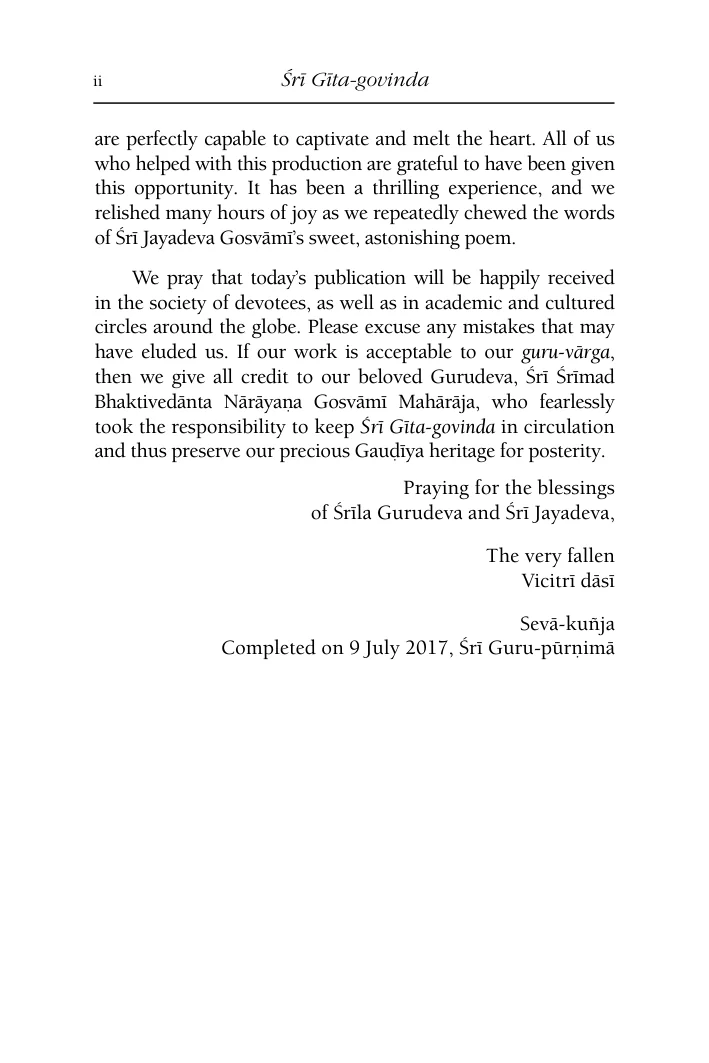 ii
Śrī Gīta-govinda
are perfectly capable to captivate and melt the heart. All of us
who helped with this production are grateful to have been given
this opportunity. It has been a thrilling experience, and we
relished many hours of joy as we repeatedly chewed the words
of Śrī Jayadeva Gosvāmī's sweet, astonishing poem.
We pray that today's publication will be happily received
in the society of devotees, as well as in academic and cultured
circles around the globe. Please excuse any mistakes that may
have eluded us. If our work is acceptable to our guru-vārga,
then we give all credit to our beloved Gurudeva, Śrī Śrīmad
Bhaktivedānta Nārāyaṇa Gosvāmī Mahārāja, who fearlessly
took the responsibility to keep Śrī Gīta-govinda in circulation
and thus preserve our precious Gauḍīya heritage for posterity.
Praying for the blessings
of Śrīla Gurudeva and Śrī Jayadeva,
The very fallen
Vicitrī dāsī
Sevā-kuñja
Completed on 9 July 2017, Śrī Guru-pūrṇimā